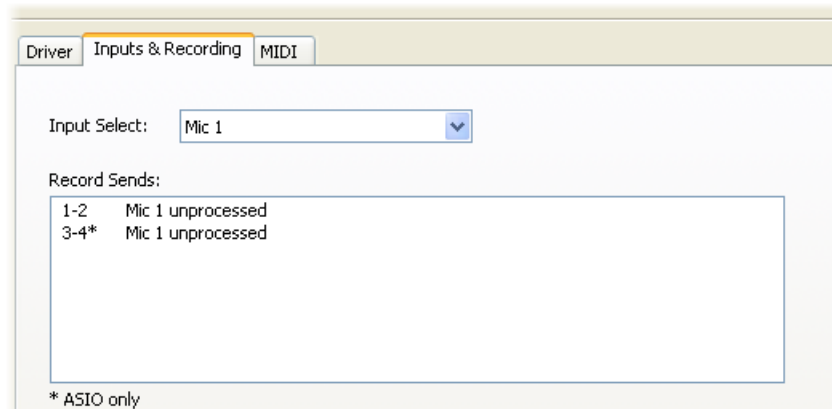 Driver Inputs & Recording MIDI
Input Select: Mic 1
Record Sends:
1-2 Mic 1 unprocessed
3-4* Mic 1 unprocessed
* ASIO only